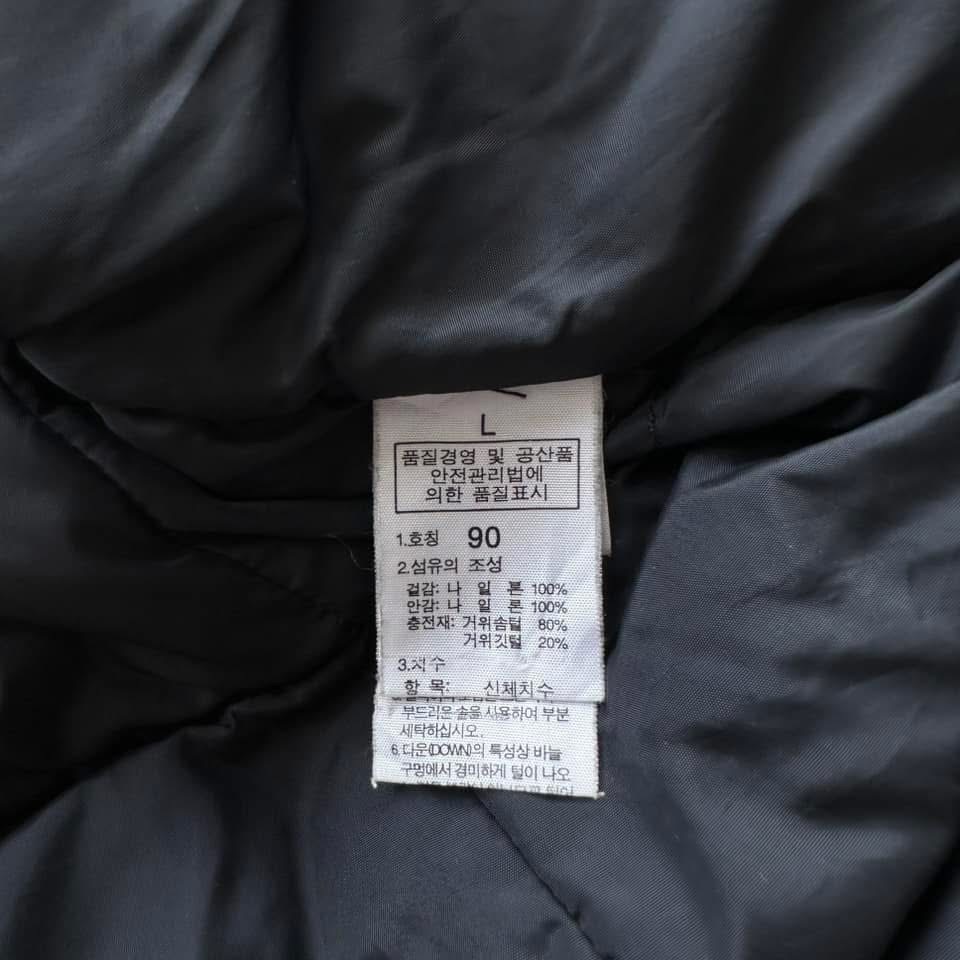 L
품질경영 및 공산품
안전관리법에
의한 품질표시
1.호칭 90
2.섬유의 조성
겉감: 나 일 론 100%
안감: 나 일 론 100%
충전재: 거위솜털 80%
거위깃털 20%
3.치수
항 목: 신체치수
부드러운 솔을 사용하여 부분
세탁하십시오.
6.다운(DOWN)의 특성상 바늘
구멍에서 경미하게 털이 나오